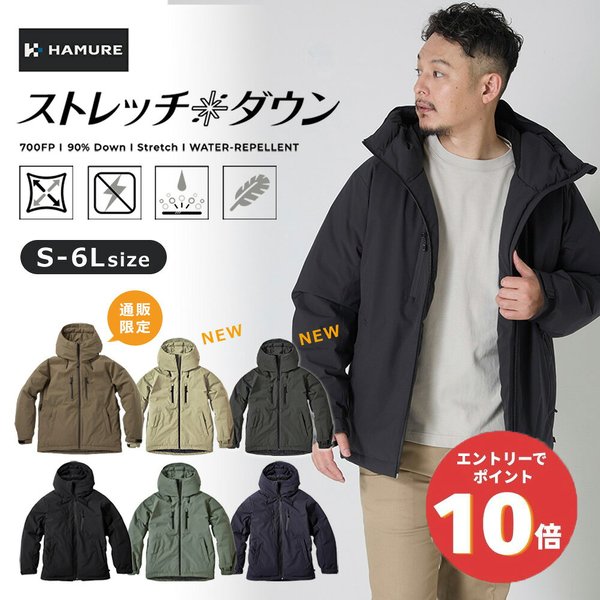 HAMURE
ストレッチ※ダウン
700FP | 90% Down | Stretch | WATER-REPELLENT
S-6Lsize
通販
限定
NEW
NEW
エントリーで
ポイント
10倍